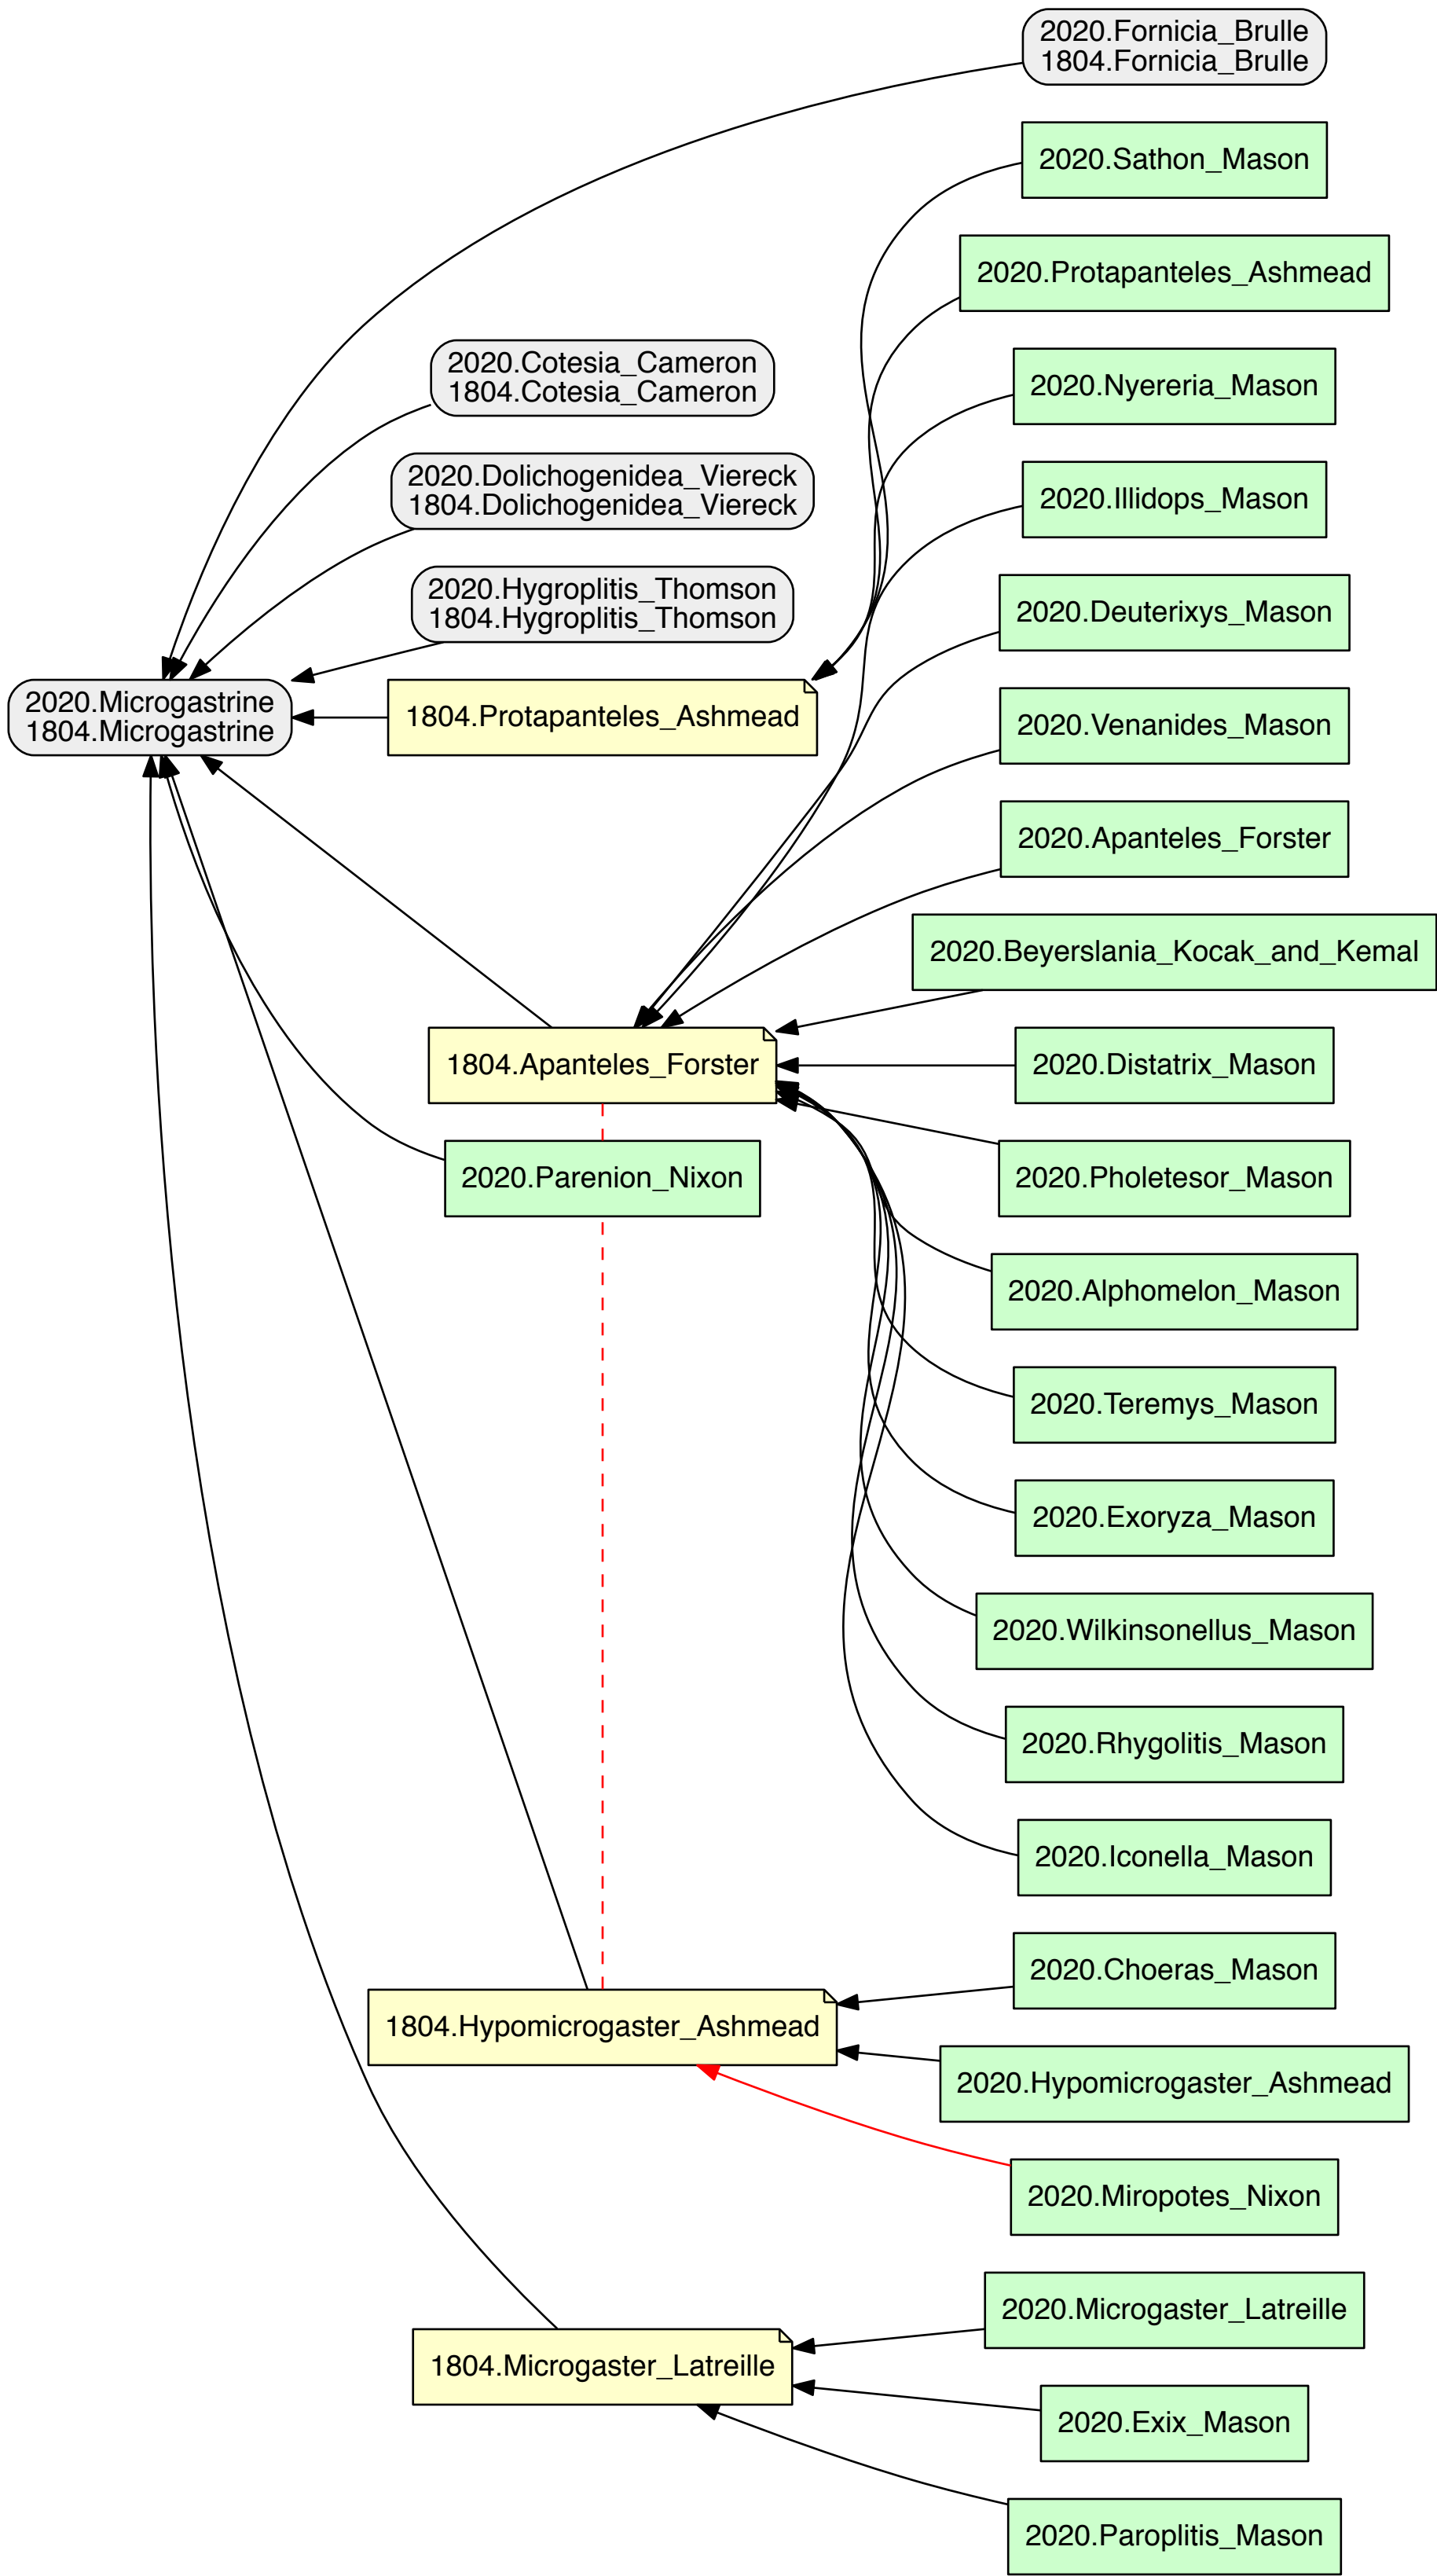 2020.Fornicia_Brulle
1804.Fornicia_Brulle
2020.Sathon_Mason
2020.Protapanteles_Ashmead
2020.Cotesia_Cameron
1804.Cotesia_Cameron
2020.Nyereria_Mason
2020.Dolichogenidea_Viereck
1804.Dolichogenidea_Viereck
2020.Illidops_Mason
2020.Hygroplitis_Thomson
1804.Hygroplitis_Thomson
2020.Deuterixys_Mason
2020.Microgastrine
1804.Microgastrine
1804.Protapanteles_Ashmead
2020.Venanides_Mason
2020.Apanteles_Forster
2020.Beyerslania_Kocak_and_Kemal
1804.Apanteles_Forster
2020.Distatrix_Mason
2020.Parenion_Nixon
2020.Pholetesor_Mason
2020.Alphomelon_Mason
2020.Teremys_Mason
2020.Exoryza_Mason
2020.Wilkinsonellus_Mason
2020.Rhygolitis_Mason
2020.Iconella_Mason
2020.Choeras_Mason
1804.Hypomicrogaster_Ashmead
2020.Hypomicrogaster_Ashmead
2020.Miropotes_Nixon
2020.Microgaster_Latreille
1804.Microgaster_Latreille
2020.Exix_Mason
2020.Paroplitis_Mason